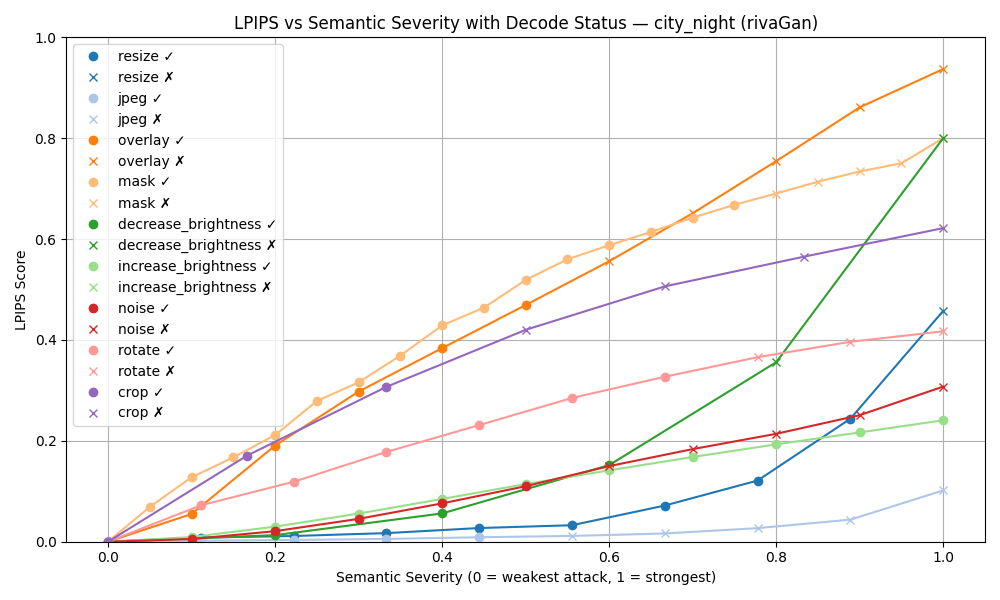 LPIPS vs Semantic Severity with Decode Status — city_night (rivaGan)
1.0
0.8
0.6
0.4
0.2
0.0
LPIPS Score
resize ✓
resize ✗
jpeg ✓
jpeg ✗
overlay ✓
overlay ✗
mask ✓
mask ✗
decrease_brightness ✓
decrease_brightness ✗
increase_brightness ✓
increase_brightness ✗
noise ✓
noise ✗
rotate ✓
rotate ✗
crop ✓
crop ✗
0.0 0.2 0.4 0.6 0.8 1.0
Semantic Severity (0 = weakest attack, 1 = strongest)